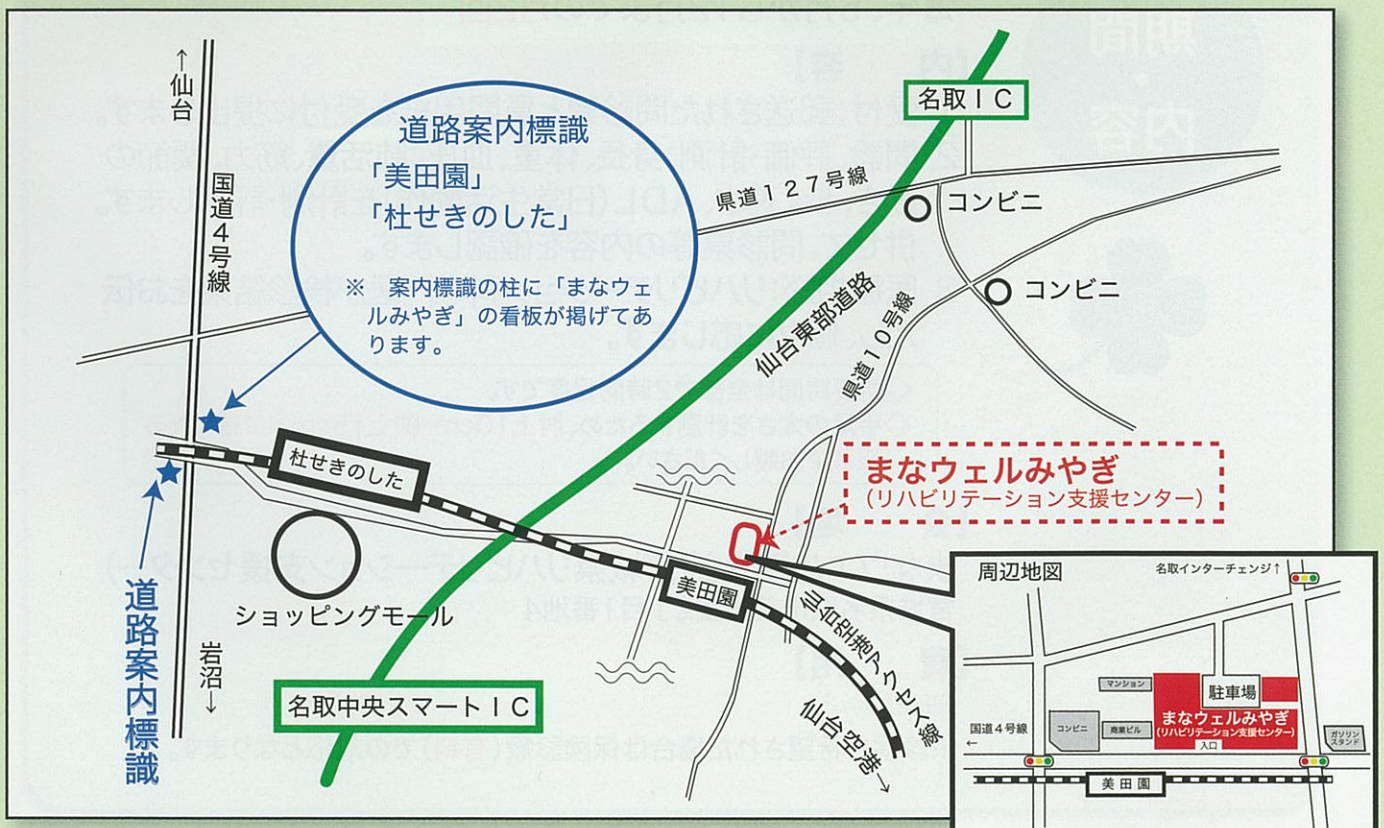 ↑仙台
国道4号線
道路案内標識
「美田園」
「杜せきのした」
※ 案内標識の柱に「まなウェ
ルみやぎ」の看板が掲げてあ
ります。
名取IC
県道127号線
コンビニ
コンビニ
仙台東部道路
県道10号線
杜せきのした
まなウェルみやぎ
(リハビリテーション支援センター)
ショッピングモール
美田園
仙台空港アクセス線
仙台空港→
道路案内標識
岩沼→
名取中央スマートIC
周辺地図
名取インターチェンジ↑
マンション
駐車場
国道4号線
←
コンビニ
商業ビル
まなウェルみやぎ
(リハビリテーション支援センター)
入口
ガソリン
スタンド
美田園